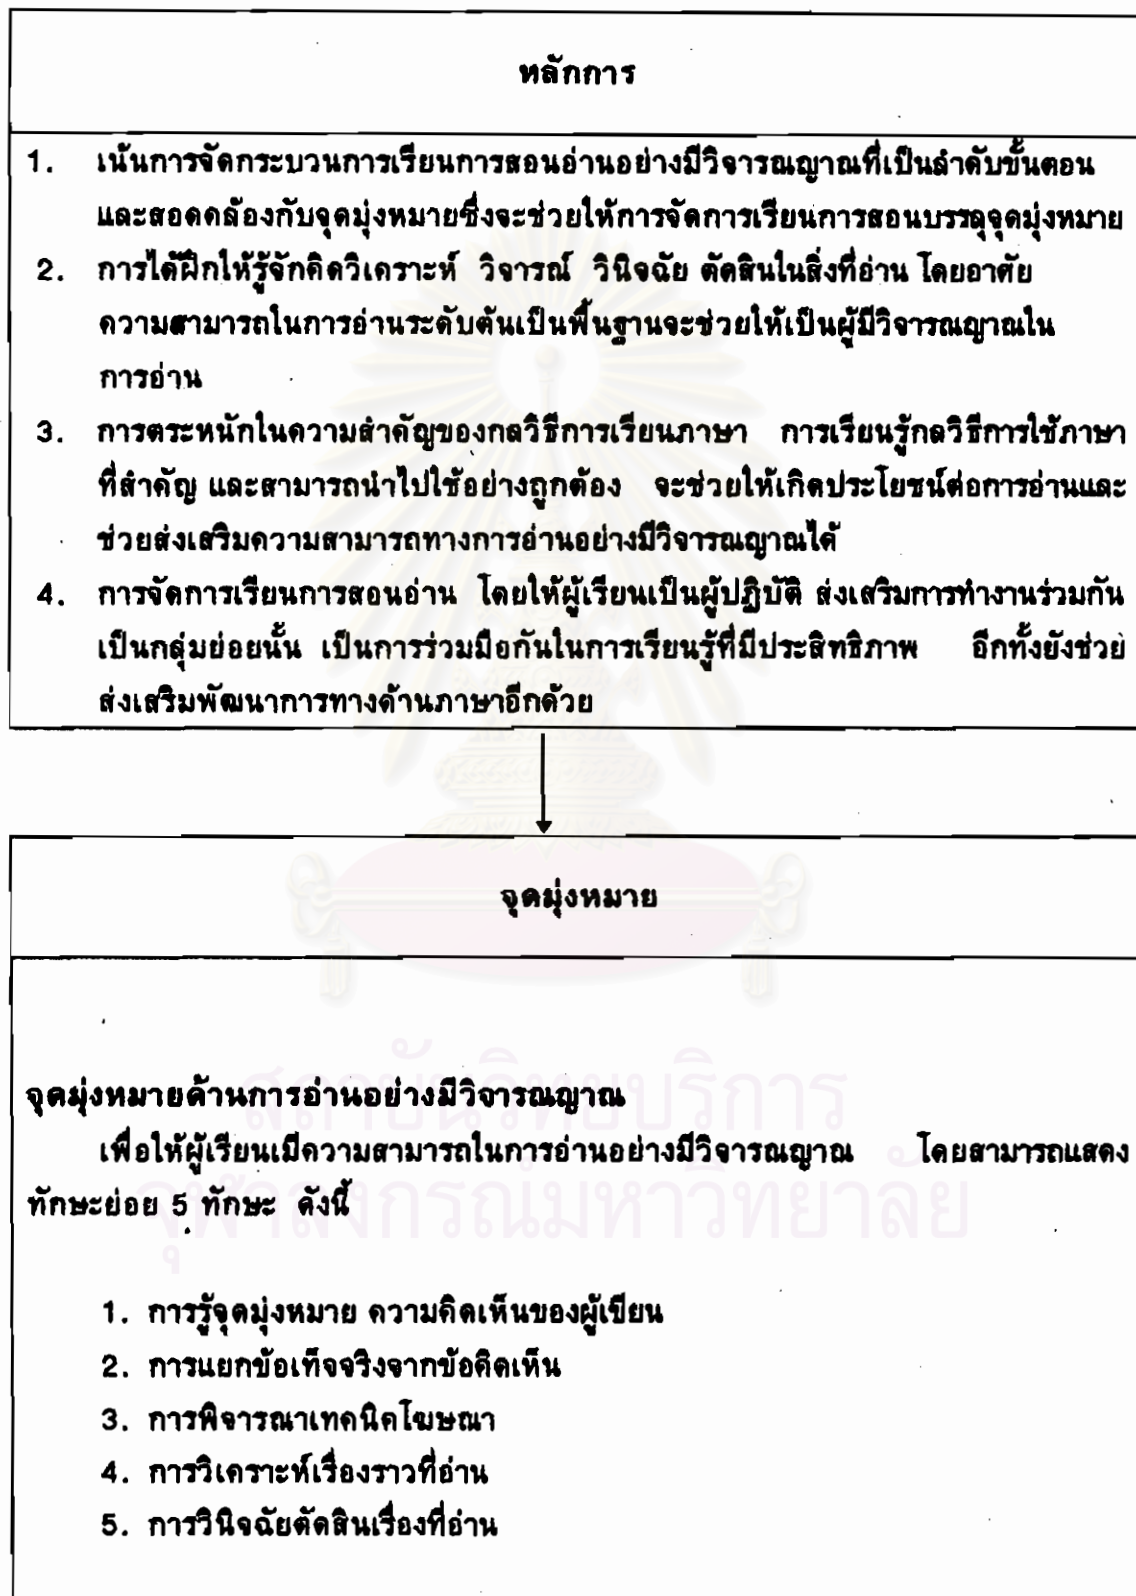 หลักการ
1. เน้นการจัดกระบวนการเรียนการสอนอ่านอย่างมีวิจารณญาณที่เป็นลำดับขั้นตอน
และสอดคล้องกับจุดมุ่งหมายซึ่งจะช่วยให้การจัดการเรียนการสอนบรรลุจุดมุ่งหมาย
2. การได้ฝึกให้รู้จักคิดวิเคราะห์ วิจารณ์ วินิจฉัย ตัดสินในสิ่งที่อ่าน โดยอาศัย
ความสามารถในการอ่านระดับต้นเป็นพื้นฐานจะช่วยให้เป็นผู้มีวิจารณญาณใน
การอ่าน
3. การตระหนักในความสำคัญของกลวิธีการเรียนภาษา การเรียนรู้กลวิธีการใช้ภาษา
ที่สำคัญ และสามารถนำไปใช้อย่างถูกต้อง จะช่วยให้เกิดประโยชน์ต่อการอ่านและ
ช่วยส่งเสริมความสามารถทางการอ่านอย่างมีวิจารณญาณได้
4. การจัดการเรียนการสอนอ่าน โดยให้ผู้เรียนเป็นผู้ปฏิบัติ ส่งเสริมการทำงานร่วมกัน
เป็นกลุ่มย่อยนั้น เป็นการร่วมมือกันในการเรียนรู้ที่มีประสิทธิภาพ อีกทั้งยังช่วย
ส่งเสริมพัฒนาการทางด้านภาษาอีกด้วย
จุดมุ่งหมาย
จุดมุ่งหมายด้านการอ่านอย่างมีวิจารณญาณ
เพื่อให้ผู้เรียนเมีความสามารถในการอ่านอย่างมีวิจารณญาณ โดยสามารถแสดง
ทักษะย่อย 5 ทักษะ ดังนี้
1. การรู้จุดมุ่งหมาย ความคิดเห็นของผู้เขียน
2. การแยกข้อเท็จจริงจากข้อคิดเห็น
3. การพิจารณาเทคนิคโฆษณา
4. การวิเคราะห์เรื่องราวที่อ่าน
5. การวินิจฉัยตัดสินเรื่องที่อ่าน
สถาบันวิทยบริการ
จุฬาลงกรณ์มหาวิทยาลัย